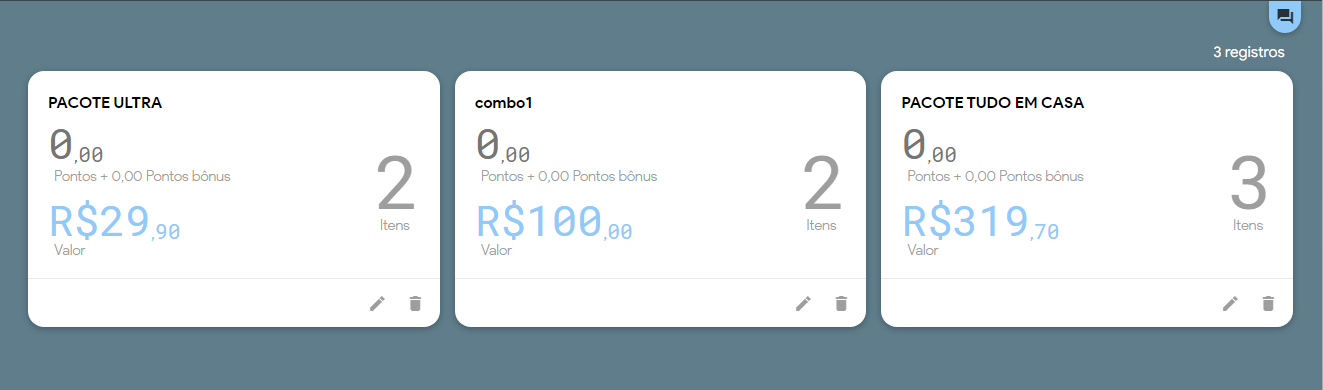 3 registros
PACOTE ULTRA
0,00
Pontos + 0,00 Pontos bônus
R$29,90
Valor
2
Itens
combo1
0,00
Pontos + 0,00 Pontos bônus
R$100,00
Valor
2
Itens
PACOTE TUDO EM CASA
0,00
Pontos + 0,00 Pontos bônus
R$319,70
Valor
3
Itens